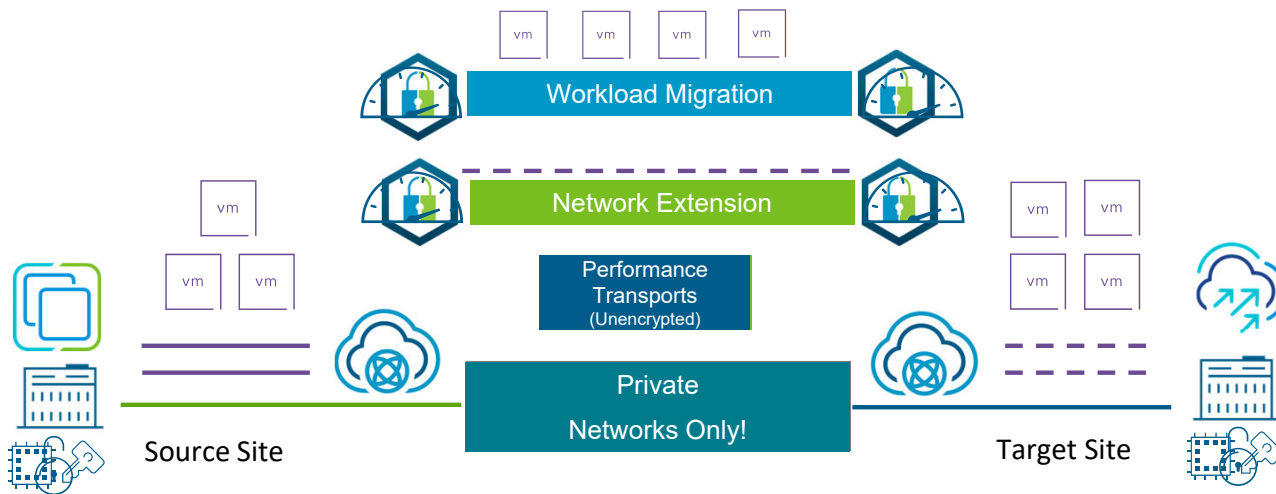 vm vm vm vm
Workload Migration
Network Extension
vm
vm vm
vm vm
vm vm
Performance
Transports
(Unencrypted)
Private
Networks Only!
Source Site
Target Site